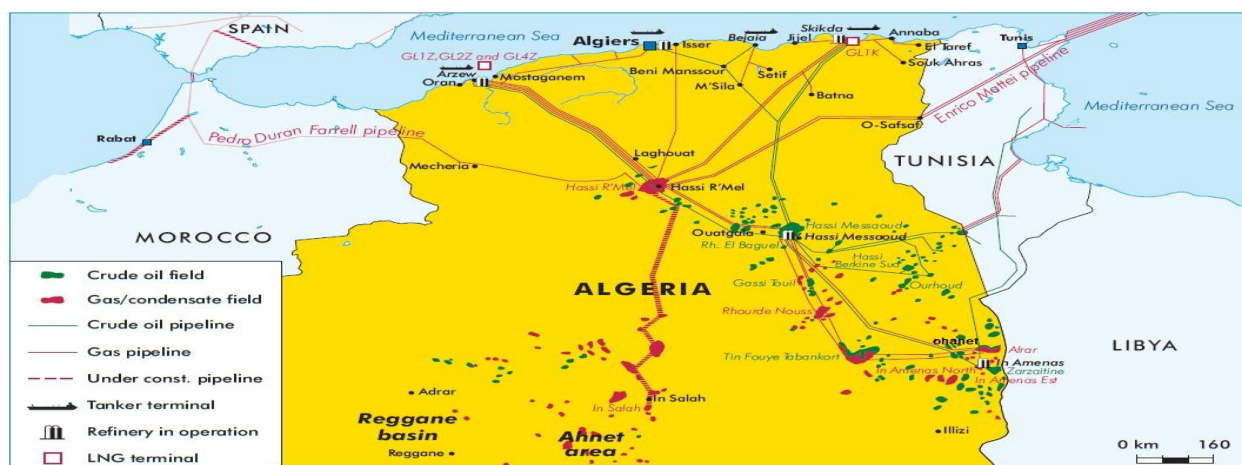 SPAIN
Mediterranean Sea
GL1Z,GL2Z and GL4Z
Arzew
Oran
Mostaganem
Algiers
Isser
Bejaia
Jijel
Skikda
GL1K
Annaba
El Taref
Souk Ahras
Tunis
Beni Manssour
Setif
M'Sila
Batna
Enrico Mattei pipeline
Mediterranean Sea
Rabat
Pedro Duran Farrell pipeline
O-Safsaf
TUNISIA
Mecheria
Laghouat
Hassi R'Mel
Hassi R'Mel
MOROCCO
Ouatgala
Hassi Messaoud
Hassi Messaoud
Rh. El Baguel
Hassi
Berkine Sud
Ourhoud
Gassi Touil
ALGERIA
Rhourde Nouss
Tin Fouye Tabankort
ohanet
Alrar
In Amenas
Zarzaitine
In Amenas North
In Amenas Est
LIBYA
Adrar
In Salah
In Salah
Reggane
basin
Reggane
Ahnet
area
Illizi
Crude oil field
Gas/condensate field
Crude oil pipeline
Gas pipeline
Under const. pipeline
Tanker terminal
Refinery in operation
LNG terminal
0 km 160